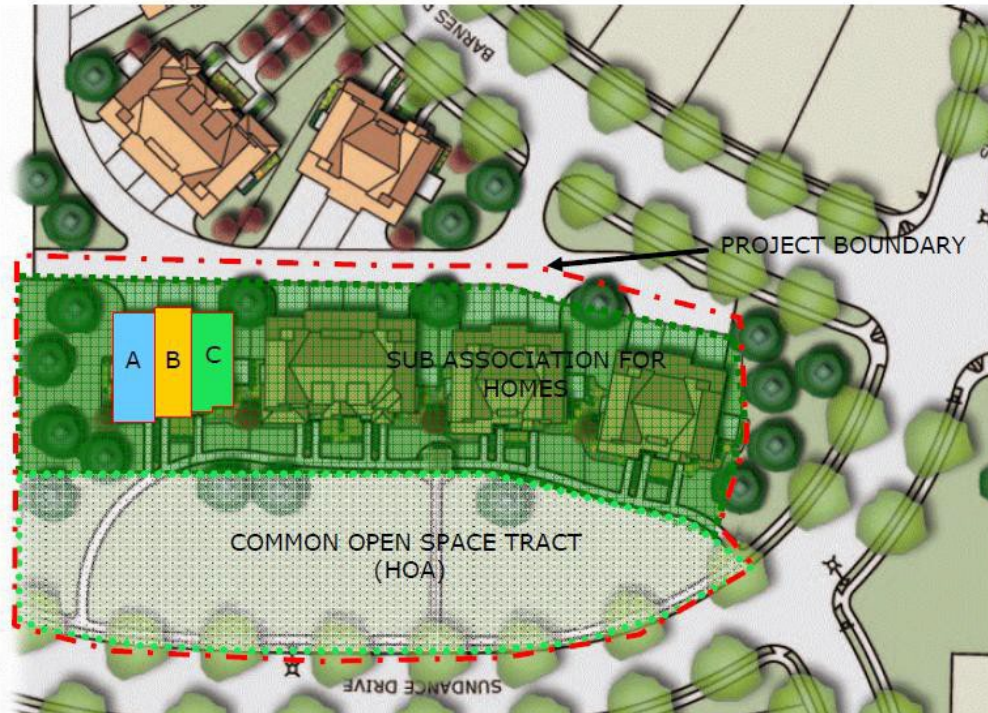 BARNES
PROJECT BOUNDARY
A
B
C
SUB ASSOCIATION FOR
HOMES
COMMON OPEN SPACE TRACT
(HOA)
SUNDANCE DRIVE